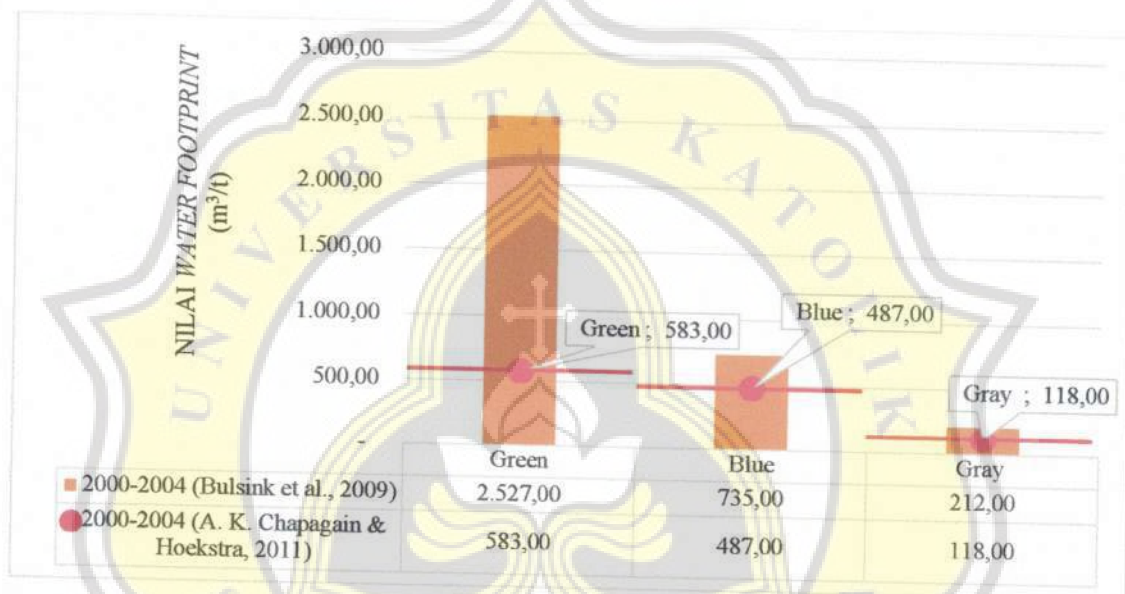 NILAI WATER FOOTPRINT
(m³/t)
3.000,00
2.500,00
2.000,00
1.500,00
1.000,00
500,00
-
Green ; 583,00
Blue ; 487,00
Gray ; 118,00
Green Blue Gray
2000-2004 (Bulsink et al., 2009) 2.527,00 735,00 212,00
2000-2004 (A. K. Chapagain &
Hoekstra, 2011) 583,00 487,00 118,00
UNIVERSITAS KATOLIK